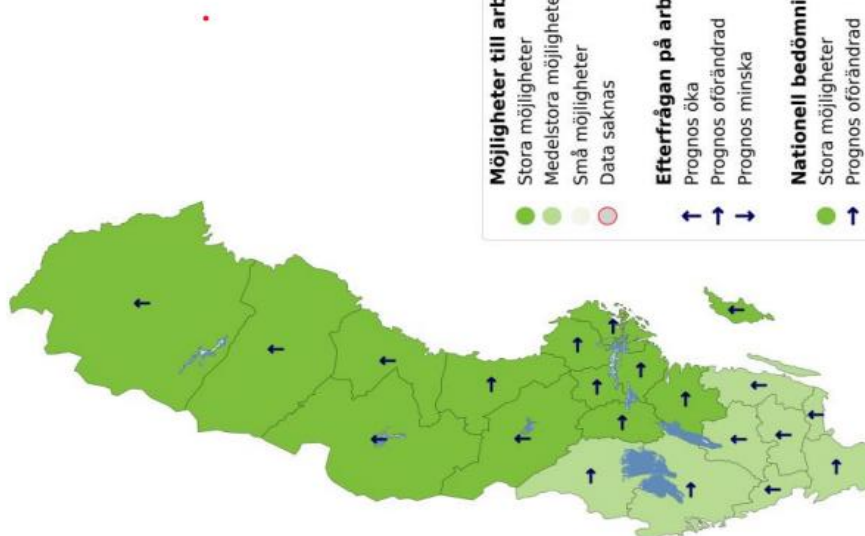 Möjligheter till arb
Stora möjligheter
Medelstora möjlighete
Små möjligheter
Data saknas
Efterfrågan på arb
Prognos öka
Prognos oförändrad
Prognos minska
Nationell bedömni
Stora möjligheter
Prognos oförändrad